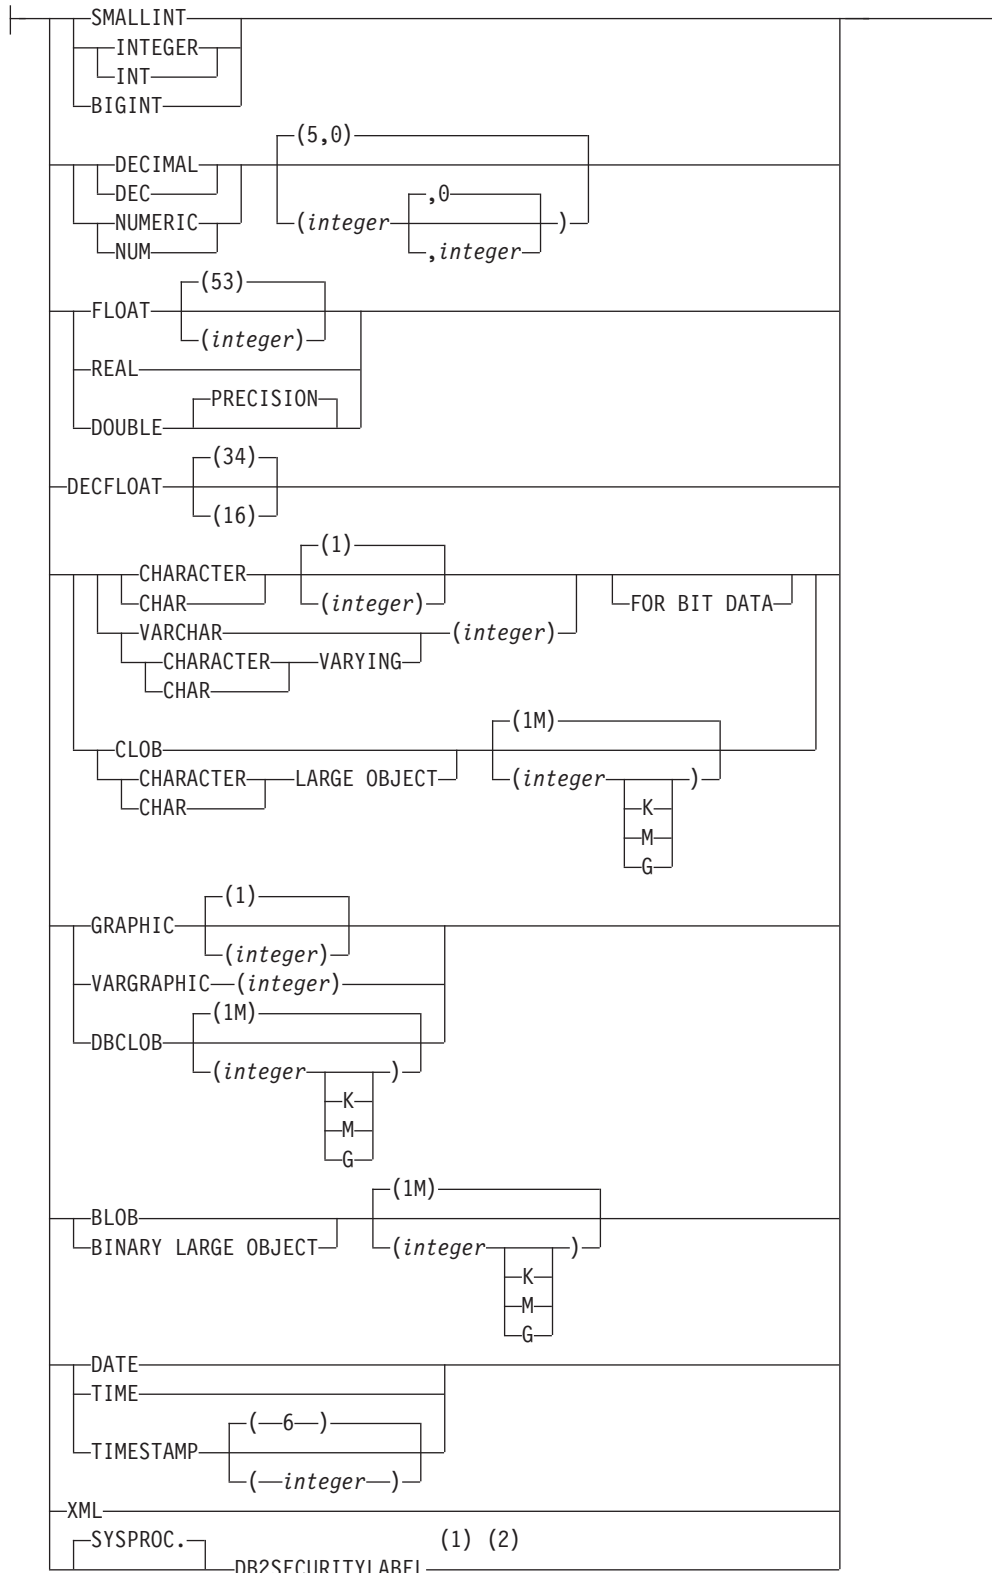 SMALLINT
INTEGER
INT
BIGINT
(5,0)
DECIMAL
DEC
,0
NUMERIC
(integer )
NUM
,integer
(53)
FLOAT
(integer)
REAL
PRECISION
DOUBLE
(34)
DECFLOAT
(16)
(1)
CHARACTER
CHAR
(integer)
FOR BIT DATA
VARCHAR
(integer)
CHARACTER
VARYING
CHAR
(1M)
CLOB
CHARACTER
LARGE OBJECT
(integer )
CHAR
K
M
G
(1)
GRAPHIC
(integer)
VARGRAPHIC
(integer)
(1M)
DBCLOB
(integer )
K
M
G
(1M)
BLOB
BINARY LARGE OBJECT
(integer )
K
M
G
DATE
TIME
( 6 )
TIMESTAMP
( integer )
XML
SYSPROC.
(1) (2)
DB2SECURITYLABEL